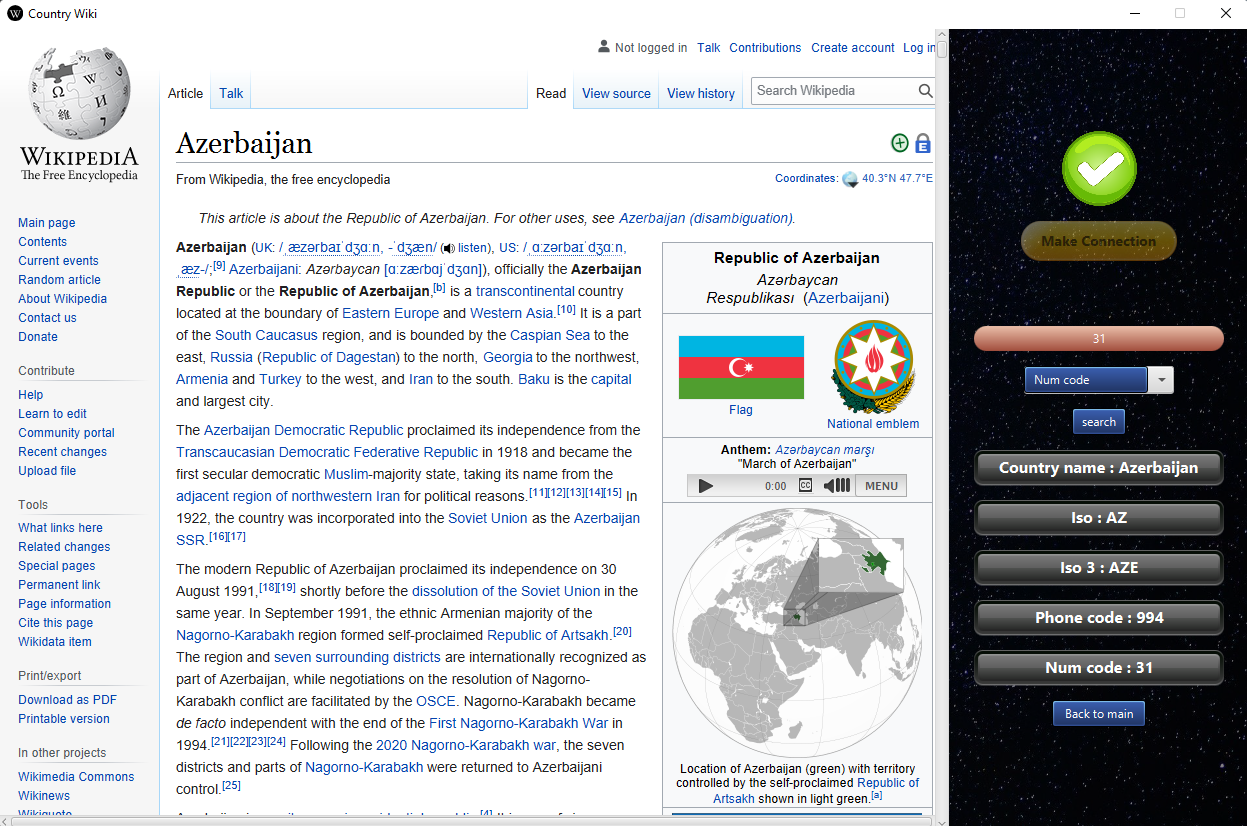 Country Wiki
WIKIPEDIA
The Free Encyclopedia
Main page
Contents
Current events
Random article
About Wikipedia
Contact us
Donate
Contribute
Help
Learn to edit
Community portal
Recent changes
Upload file
Tools
What links here
Related changes
Special pages
Permanent link
Page information
Cite this page
Wikidata item
Print/export
Download as PDF
Printable version
In other projects
Wikimedia Commons
Wikinews
Wikiquote
Not logged in Talk Contributions Create account Log in
Article Talk Read View source View history Search Wikipedia
Azerbaijan
From Wikipedia, the free encyclopedia
Coordinates: 40.3°N 47.7°E
This article is about the Republic of Azerbaijan. For other uses, see Azerbaijan (disambiguation).
Azerbaijan (UK: /ˌæzərbaɪˈdʒɑːn, -ˈdʒæn/ (listen), US: /ˌɑːzərbaɪˈdʒɑːn,
ˌæz-/;[9] Azerbaijani: Azərbaycan [ɑːzærbɑjˈdʒɑn]), officially the Azerbaijan
Republic or the Republic of Azerbaijan,[b] is a transcontinental country
located at the boundary of Eastern Europe and Western Asia.[10] It is a part
of the South Caucasus region, and is bounded by the Caspian Sea to the
east, Russia (Republic of Dagestan) to the north, Georgia to the northwest,
Armenia and Turkey to the west, and Iran to the south. Baku is the capital
and largest city.
The Azerbaijan Democratic Republic proclaimed its independence from the
Transcaucasian Democratic Federative Republic in 1918 and became the
first secular democratic Muslim-majority state, taking its name from the
adjacent region of northwestern Iran for political reasons.[11][12][13][14][15] In
1922, the country was incorporated into the Soviet Union as the Azerbaijan
SSR.[16][17]
The modern Republic of Azerbaijan proclaimed its independence on 30
August 1991,[18][19] shortly before the dissolution of the Soviet Union in the
same year. In September 1991, the ethnic Armenian majority of the
Nagorno-Karabakh region formed self-proclaimed Republic of Artsakh.[20]
The region and seven surrounding districts are internationally recognized as
part of Azerbaijan, while negotiations on the resolution of Nagorno-
Karabakh conflict are facilitated by the OSCE. Nagorno-Karabakh became
de facto independent with the end of the First Nagorno-Karabakh War in
1994.[21][22][23][24] Following the 2020 Nagorno-Karabakh war, the seven
districts and parts of Nagorno-Karabakh were returned to Azerbaijani
control.[25]
Republic of Azerbaijan
Azərbaycan
Respublikası (Azerbaijani)
Flag
National emblem
Anthem: Azərbaycan marşı
"March of Azerbaijan"
0:00 CC MENU
Location of Azerbaijan (green) with territory
controlled by the self-proclaimed Republic of
Artsakh shown in light green.[a]
Make Connection
31
Num code
search
Country name : Azerbaijan
Iso : AZ
Iso 3 : AZE
Phone code : 994
Num code : 31
Back to main